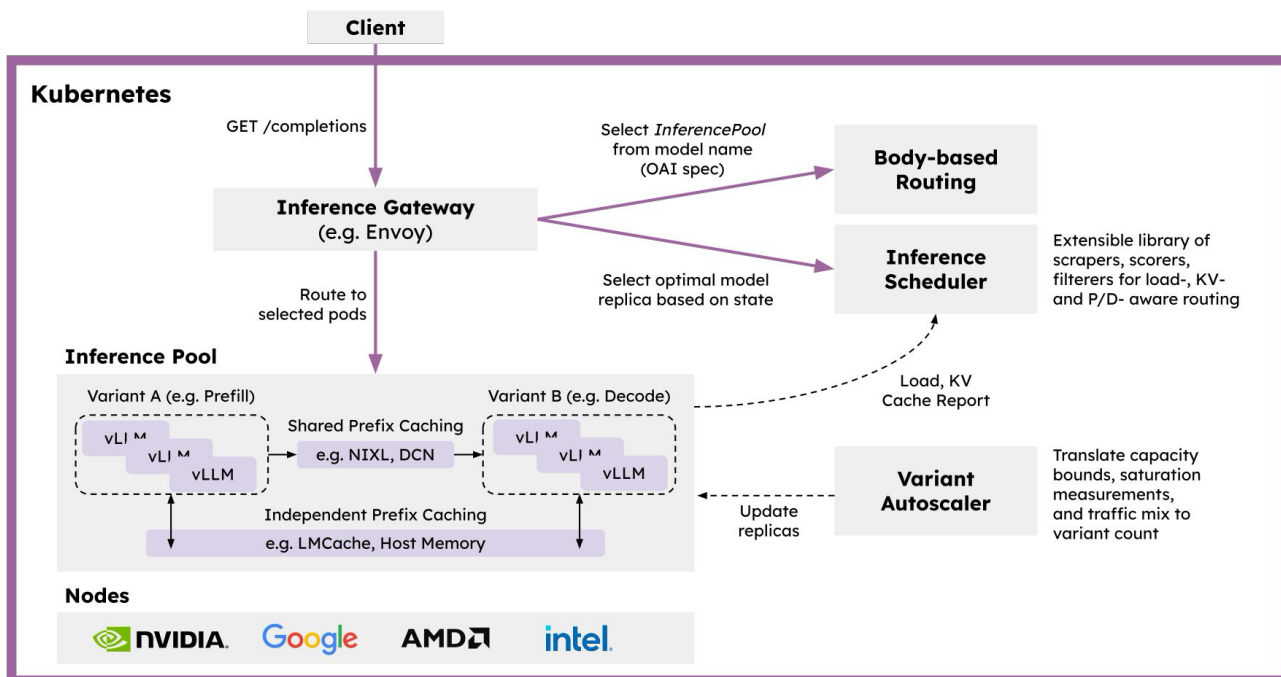 Client
Kubernetes
GET /completions
Select InferencePool
from model name
(OAI spec)
Body-based
Routing
Inference Gateway
(e.g. Envoy)
Inference
Scheduler
Extensible library of
scrapers, scorers,
filterers for load-, KV-
and P/D- aware routing
Select optimal model
replica based on state
Route to
selected pods
Inference Pool
Variant A (e.g. Prefill)
vLLM
vLLM
vLLM
Shared Prefix Caching
e.g. NIXL, DCN
Variant B (e.g. Decode)
vLLM
vLLM
vLLM
Independent Prefix Caching
e.g. LMCache, Host Memory
Load, KV
Cache Report
Update
replicas
Variant
Autoscaler
Translate capacity
bounds, saturation
measurements,
and traffic mix to
variant count
Nodes
NVIDIA.
Google
AMD
intel.